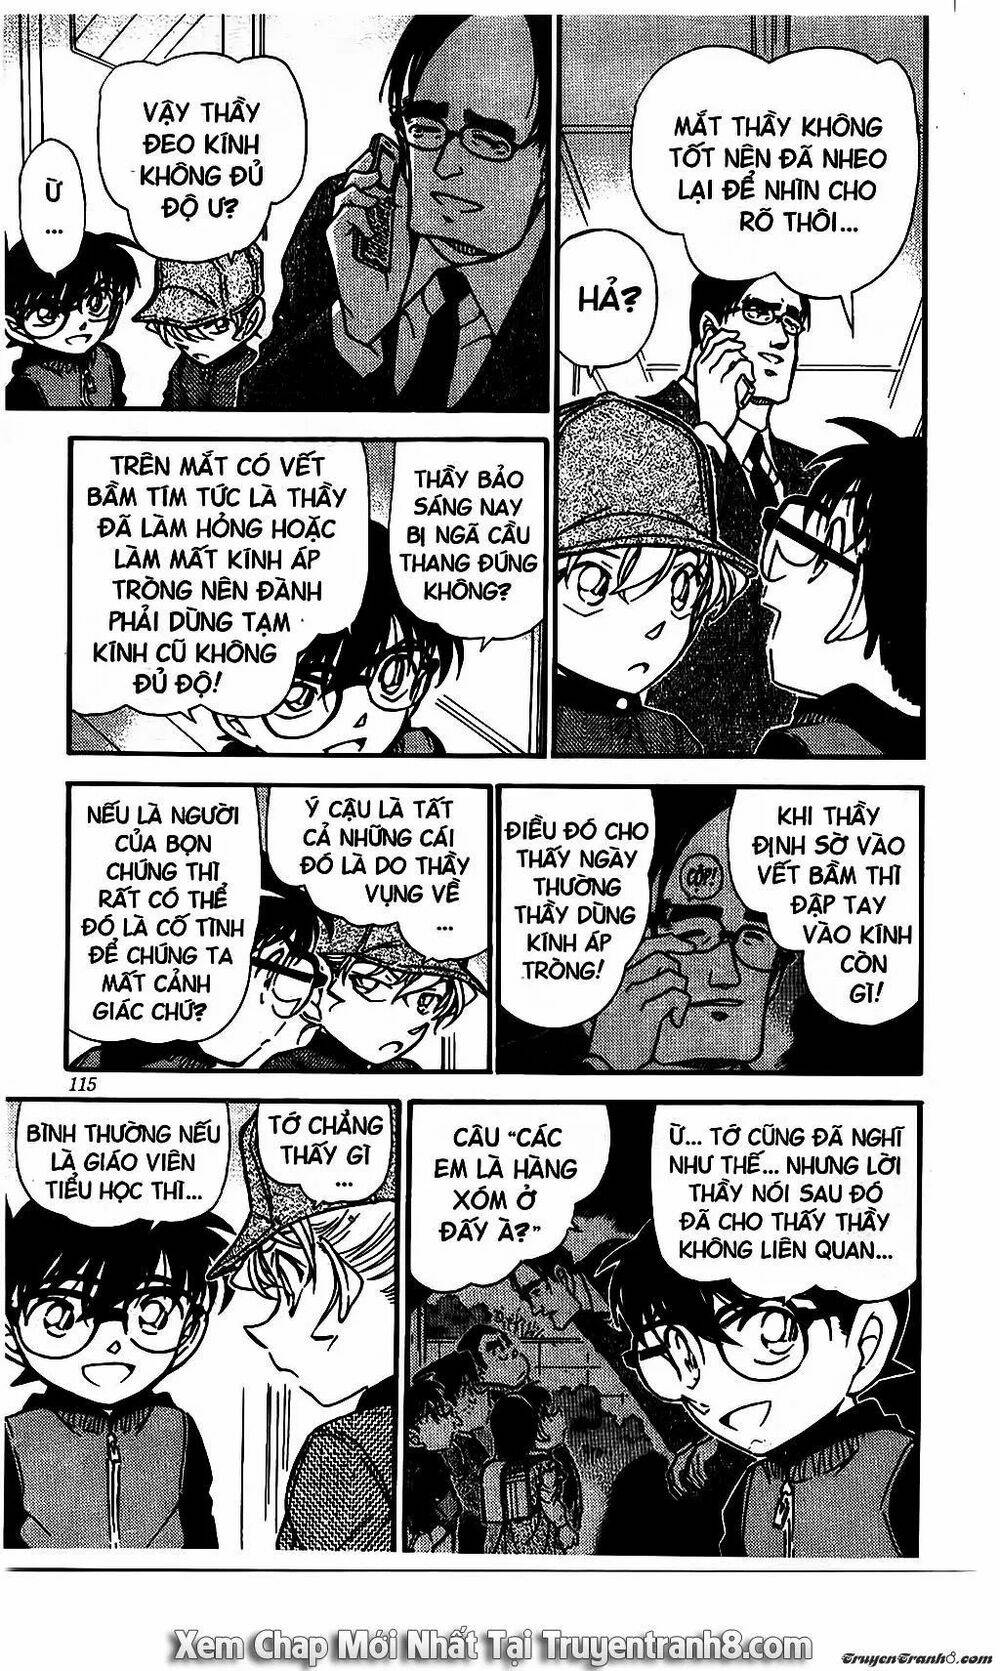 MẮT THẦY KHÔNG
TỐT NÊN ĐÃ NHEO
LẠI ĐỂ NHÌN CHO
RÕ THÔI...
HẢ?
VẬY THẦY
ĐEO KÍNH
KHÔNG ĐỦ
ĐỘ Ư?
Ừ
...
THẦY BẢO
SÁNG NAY
BỊ NGÃ CẦU
THANG ĐÚNG
KHÔNG?
TRÊN MẮT CÓ VẾT
BẦM TÍM TỨC LÀ THẦY
ĐÃ LÀM HỎNG HOẶC
LÀM MẤT KÍNH ÁP
TRÒNG NÊN ĐÀNH
PHẢI DÙNG TẠM
KÍNH CŨ KHÔNG
ĐỦ ĐỘ!
KHI THẦY
ĐỊNH SỜ VÀO
VẾT BẦM THÌ
ĐẬP TAY
VÀO KÍNH
CÒN
GÌ!
CỘP!
ĐIỀU ĐÓ CHO
THẤY NGÀY
THƯỜNG
THẦY DÙNG
KÍNH ÁP
TRÒNG!
Ý CẬU LÀ TẤT
CẢ NHỮNG CÁI
ĐÓ LÀ DO THẦY
VỤNG VỀ
...
NẾU LÀ NGƯỜI
CỦA BỌN
CHÚNG THÌ
RẤT CÓ THỂ
ĐÓ LÀ CỐ TÌNH
ĐỂ CHÚNG TA
MẤT CẢNH
GIÁC CHỨ?
115
Ừ... TỚ CŨNG ĐÃ NGHĨ
NHƯ THẾ... NHƯNG LỜI
THẦY NÓI SAU ĐÓ
ĐÃ CHO THẤY THẦY
KHÔNG LIÊN QUAN...
CÂU "CÁC
EM LÀ HÀNG
XÓM Ở
ĐẤY À?"
TỚ CHẲNG
THẤY GÌ
...
BÌNH THƯỜNG NẾU
LÀ GIÁO VIÊN
TIỂU HỌC THÌ...
Xem Chap Mới Nhất Tại Truyentranh8.com
TruyenTranh8.com